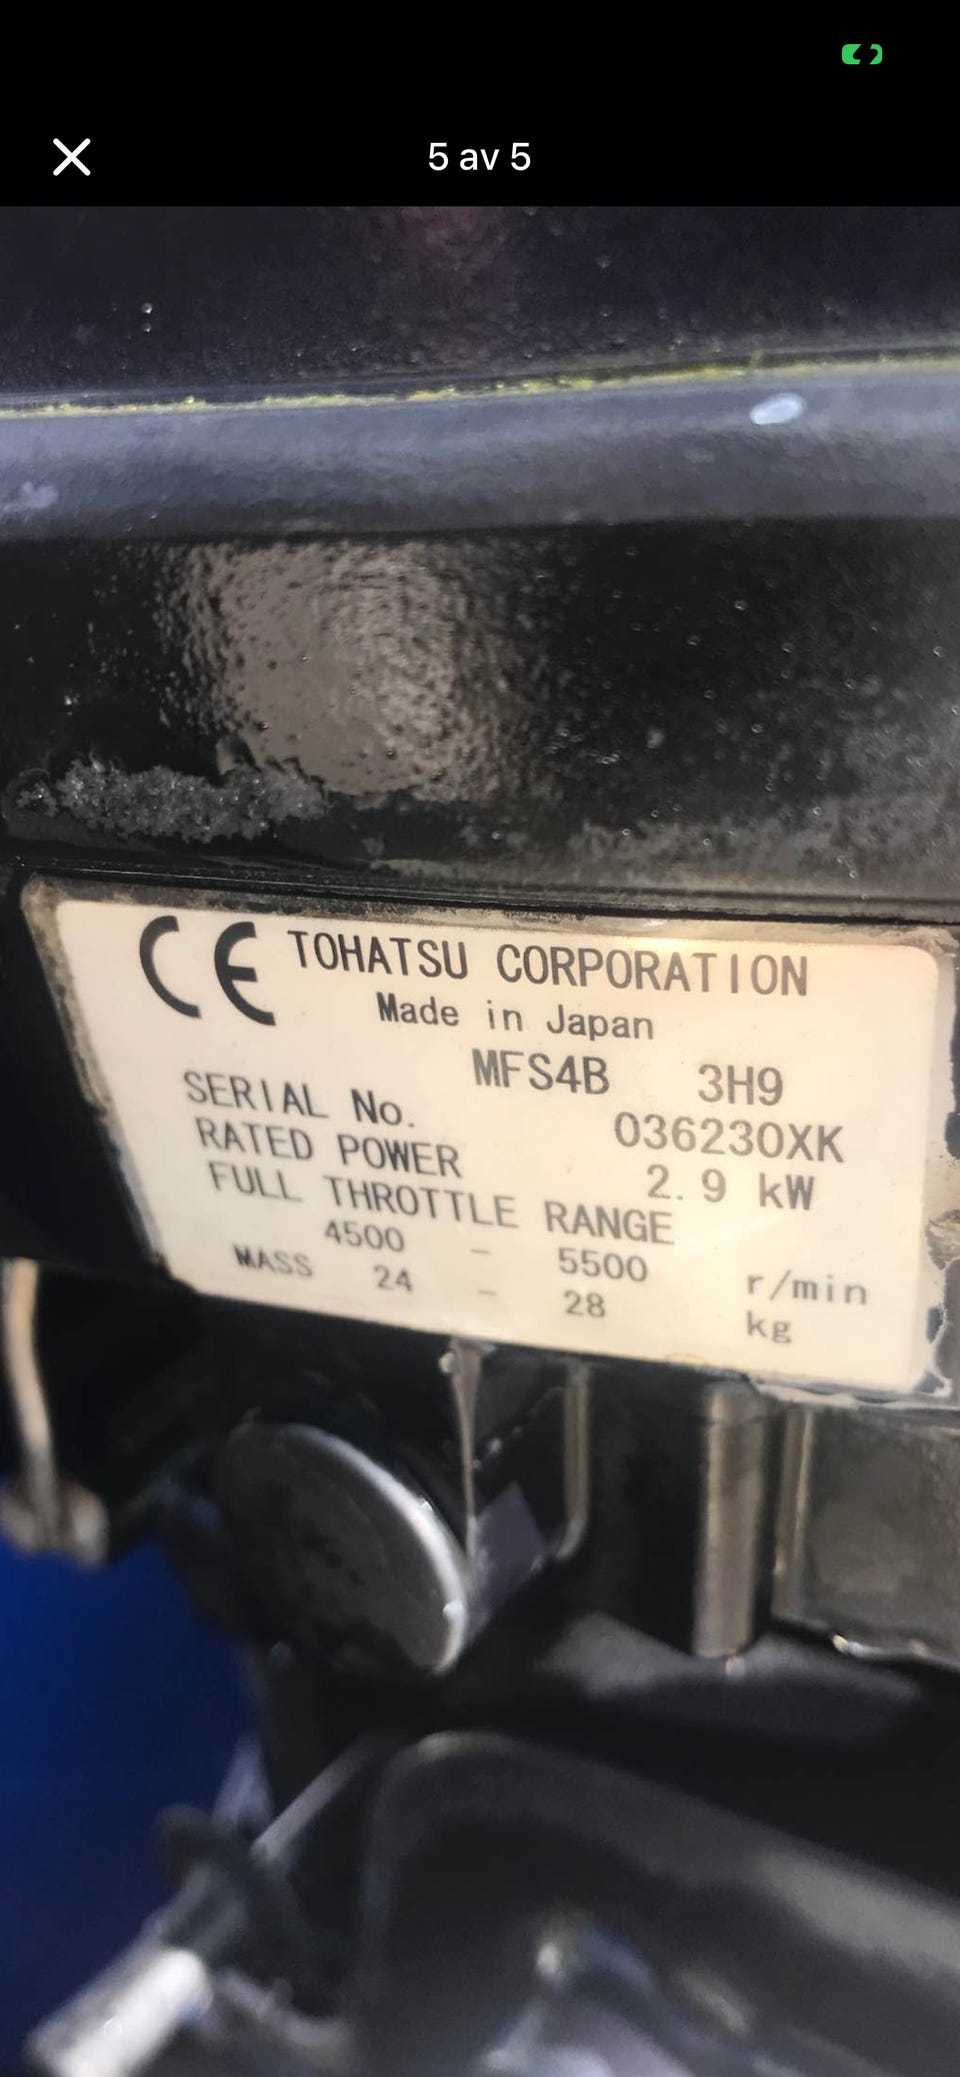 5 av 5
CE TOHATSU CORPORATION
Made in Japan
MFS4B 3H9
SERIAL No. 036230XK
RATED POWER 2.9 kW
FULL THROTTLE RANGE
4500 - 5500 r/min
MASS 24 - 28 kg